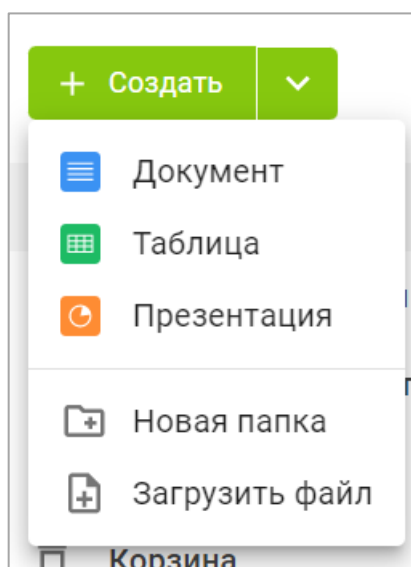 + Создать
Документ
Таблица
Презентация
Новая папка
Загрузить файл
Корзина